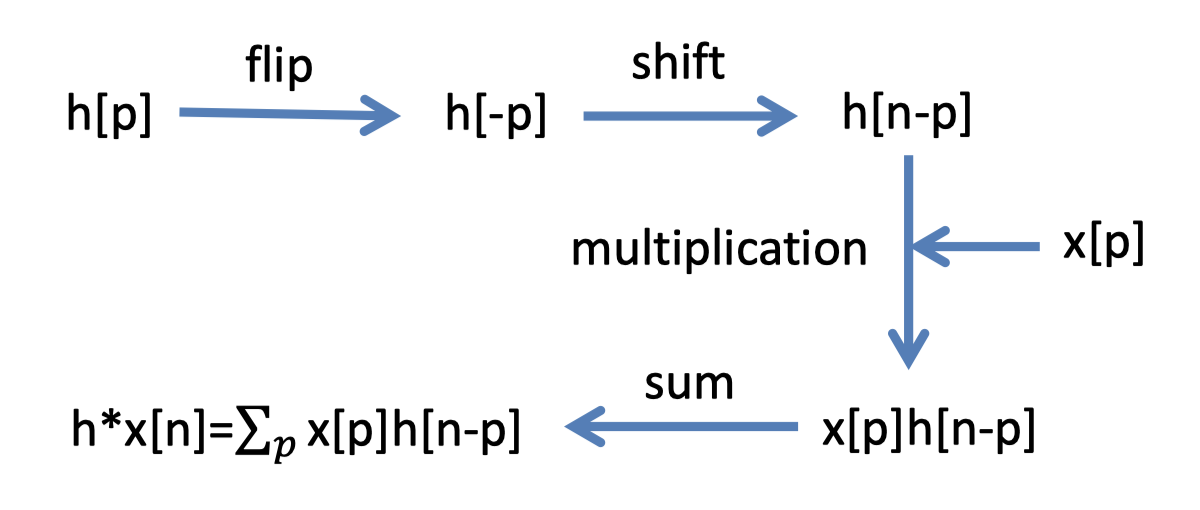 flip
shift
h[p]
h[-p]
h[n-p]
multiplication
x[p]
sum
h*x[n]=∑ₚ x[p]h[n-p]
x[p]h[n-p]